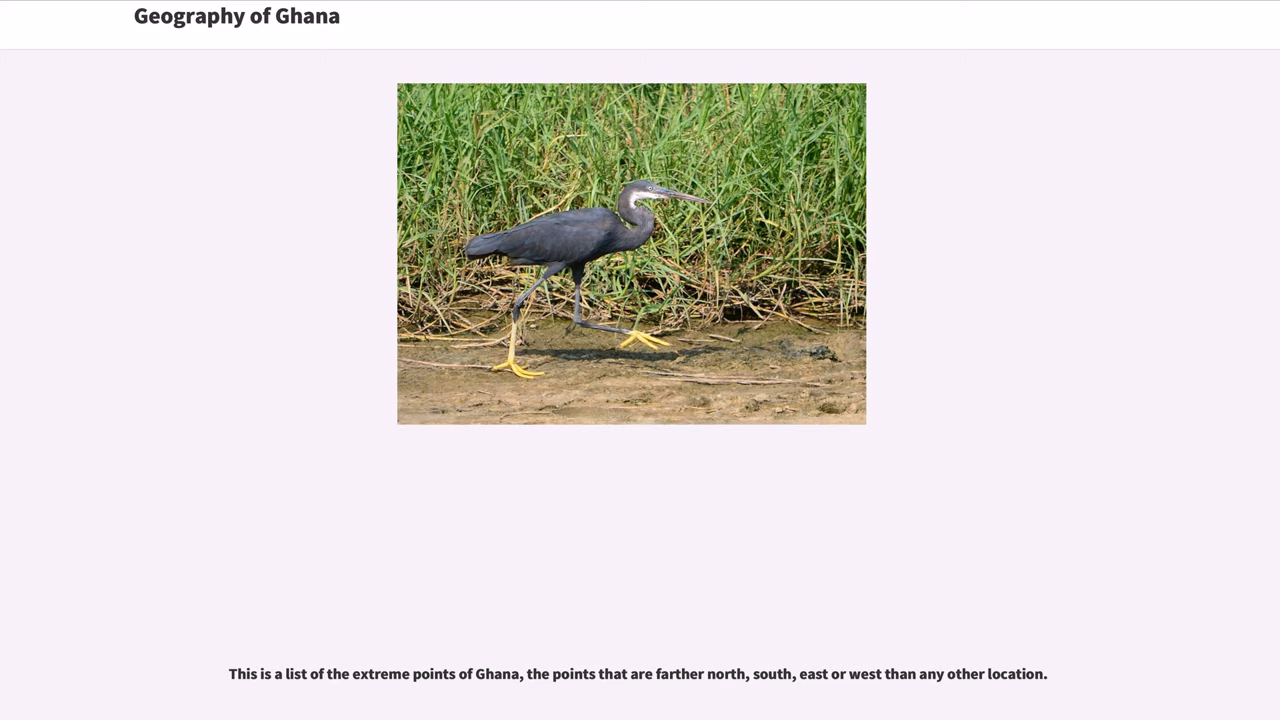 Geography of Ghana
This is a list of the extreme points of Ghana, the points that are farther north, south, east or west than any other location.